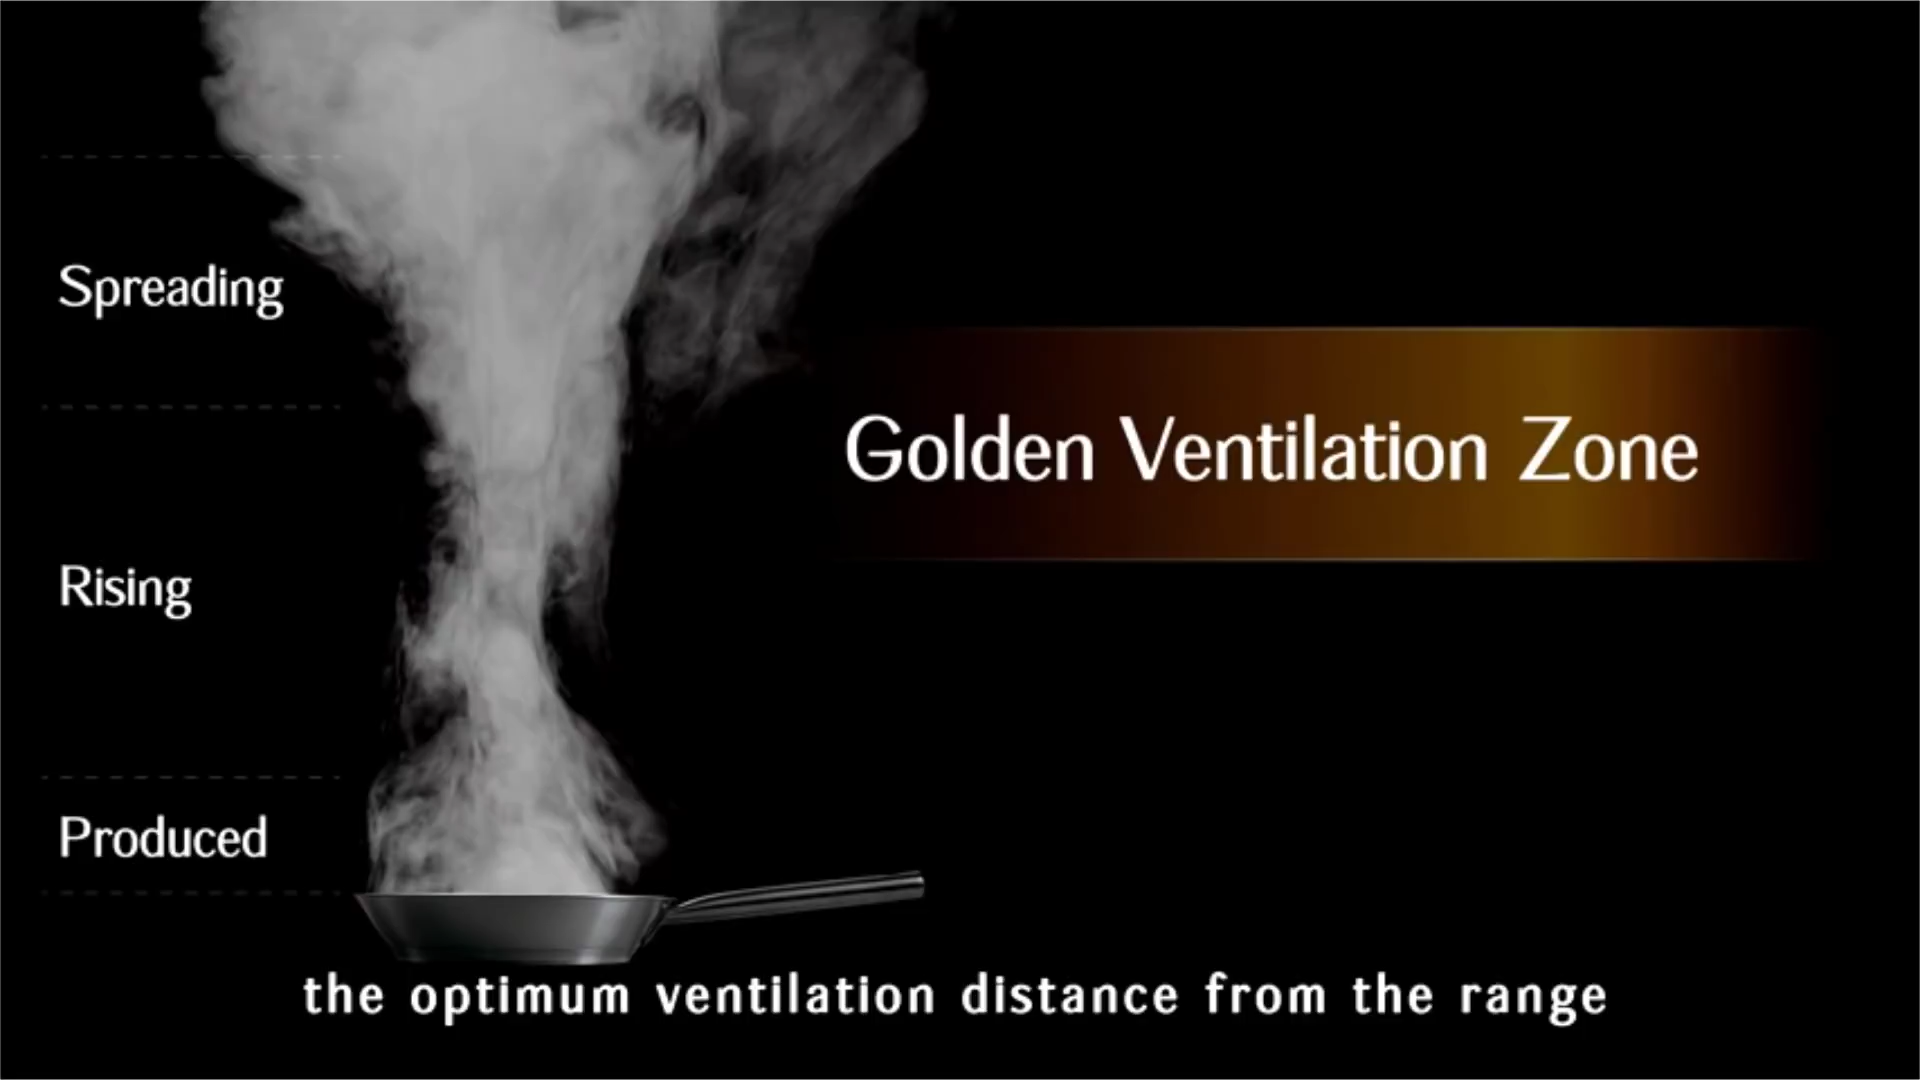 Spreading
Golden Ventilation Zone
Rising
Produced
the optimum ventilation distance from the range